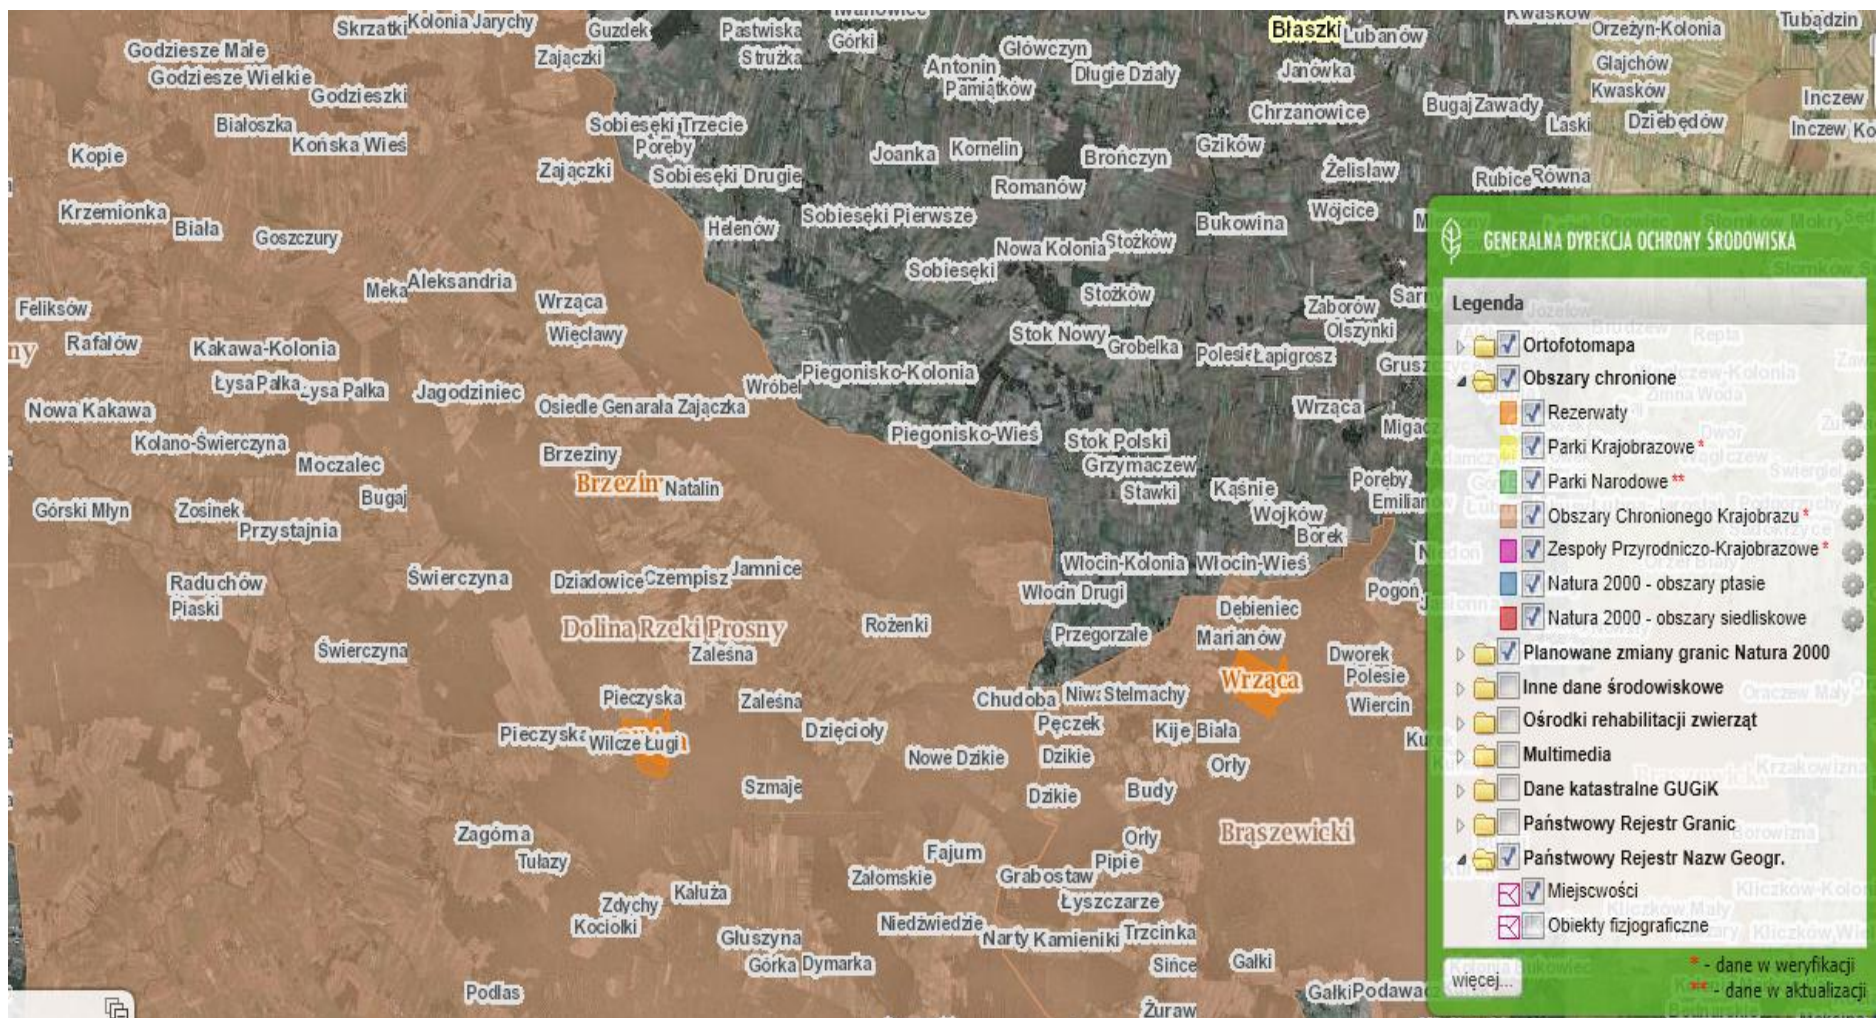 Skrzatki
Kolonia Jarychy
Guzdek
Pastwiska
Górki
Błaszki
Lubanów
Kwasków
Orzeżyn-Kolonia
Tubądzin
Godziesze Małe
Zajączki
Strużka
Główczyn
Antonin
Długie Działy
Janówka
Glajchów
Godziesze Wielkie
Godzieszki
Pamiątków
Chrzanowice
Bugaj
Zawady
Kwasków
Inczew
Białoszka
Końska Wieś
Sobiesęki Trzecie
Poręby
Laski
Dziebędów
Inczew Ko
Kopie
Joanka
Kornelin
Brończyn
Gzików
Zajączki
Sobiesęki Drugie
Romanów
Żelisław
Rubice
Równa
Krzemionka
Biała
Goszczury
Helenów
Sobiesęki Pierwsze
Bukowina
Wójcice
Nowa Kolonia
Stożków
Sobiesęki
Meka
Aleksandria
Wrząca
Stożków
Zaborów
Sarny
Feliksów
Więcławy
Stok Nowy
Olszynki
Rafałów
Kakawa-Kolonia
Grobelka
Polesie
Łapigrosz
Łysa Pałka
Łysa Pałka
Jagodziniec
Wróbel
Piegonisko-Kolonia
Nowa Kakawa
Osiedle Genarała Zajączka
Wrząca
Kolano-Świerczyna
Piegonisko-Wieś
Stok Polski
Migacz
Moczalec
Brzeziny
Grzymaczew
Brzeziny
Natalin
Stawki
Kąśnie
Poręby
Bugaj
Emilianów
Górski Młyn
Zosinek
Przystajnia
Wojków
Borek
Raduchów
Świerczyna
Dziadowice
Czempisz
Jamnice
Włocin-Kolonia
Włocin-Wieś
Piaski
Włocin Drugi
Dębieniec
Pogoń
Dolina Rzeki Prosny
Rożenki
Przegorzale
Marianów
Świerczyna
Zaleśna
Dworek
Polesie
Wrząca
Pieczyska
Zaleśna
Chudoba
Niwa
Stelmachy
Wiercin
Pieczyska
Wilcze Ługi
Dzięcioły
Pęczek
Kije
Biała
Nowe Dzikie
Dzikie
Orły
Szmaje
Dzikie
Budy
Zagórna
Brąszewicki
Orły
Tułazy
Fajum
Pipie
Załomskie
Grabostaw
Zdychy
Kałuża
Łyszczarze
Kociołki
Niedźwiedzie
Głuszyna
Narty
Kamieniki
Trzcinka
Górka
Dymarka
Since
Gałki
Podlas
Gałki
Żuraw
GENERALNA DYREKCJA OCHRONY ŚRODOWISKA
Legenda
Ortofotomapa
Obszary chronione
Rezerwaty
Parki Krajobrazowe *
Parki Narodowe **
Obszary Chronionego Krajobrazu *
Zespoły Przyrodniczo-Krajobrazowe *
Natura 2000 - obszary ptasie
Natura 2000 - obszary siedliskowe
Planowane zmiany granic Natura 2000
Inne dane środowiskowe
Ośrodki rehabilitacji zwierząt
Multimedia
Dane katastralne GUGiK
Państwowy Rejestr Granic
Państwowy Rejestr Nazw Geogr.
Miejscwości
Obiekty fizjograficzne
więcej...
* - dane w weryfikacji
** - dane w aktualizacji